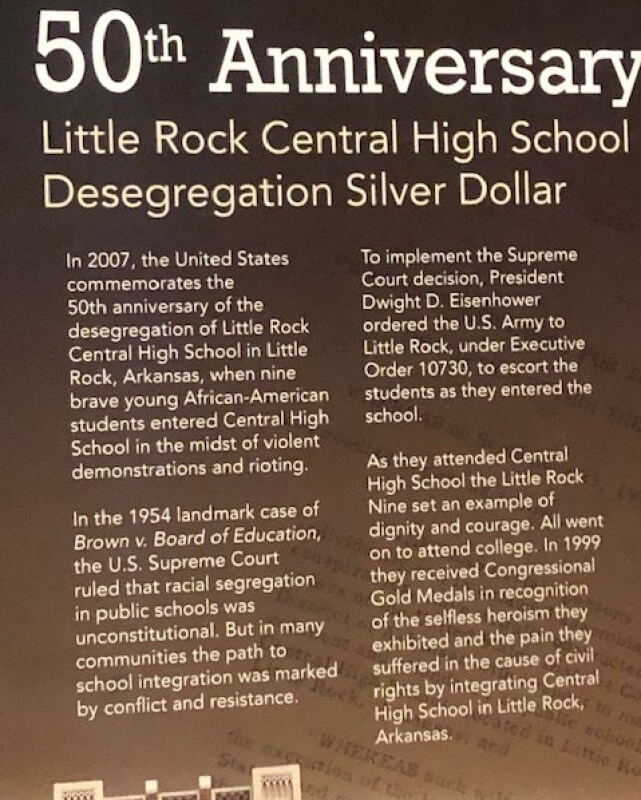 50th Anniversary
Little Rock Central High School
Desegregation Silver Dollar
In 2007, the United States
commemorates the
50th anniversary of the
desegregation of Little Rock
Central High School in Little
Rock, Arkansas, when nine
brave young African-American
students entered Central High
School in the midst of violent
demonstrations and rioting.
In the 1954 landmark case of
Brown v. Board of Education,
the U.S. Supreme Court
ruled that racial segregation
in public schools was
unconstitutional. But in many
communities the path to
school integration was marked
by conflict and resistance.
To implement the Supreme
Court decision, President
Dwight D. Eisenhower
ordered the U.S. Army to
Little Rock, under Executive
Order 10730, to escort the
students as they entered the
school.
As they attended Central
High School the Little Rock
Nine set an example of
dignity and courage. All went
on to attend college. In 1999
they received Congressional
Gold Medals in recognition
of the selfless heroism they
exhibited and the pain they
suffered in the cause of civil
rights by integrating Central
High School in Little Rock,
Arkansas.
"WHEREAS such
the execution of the